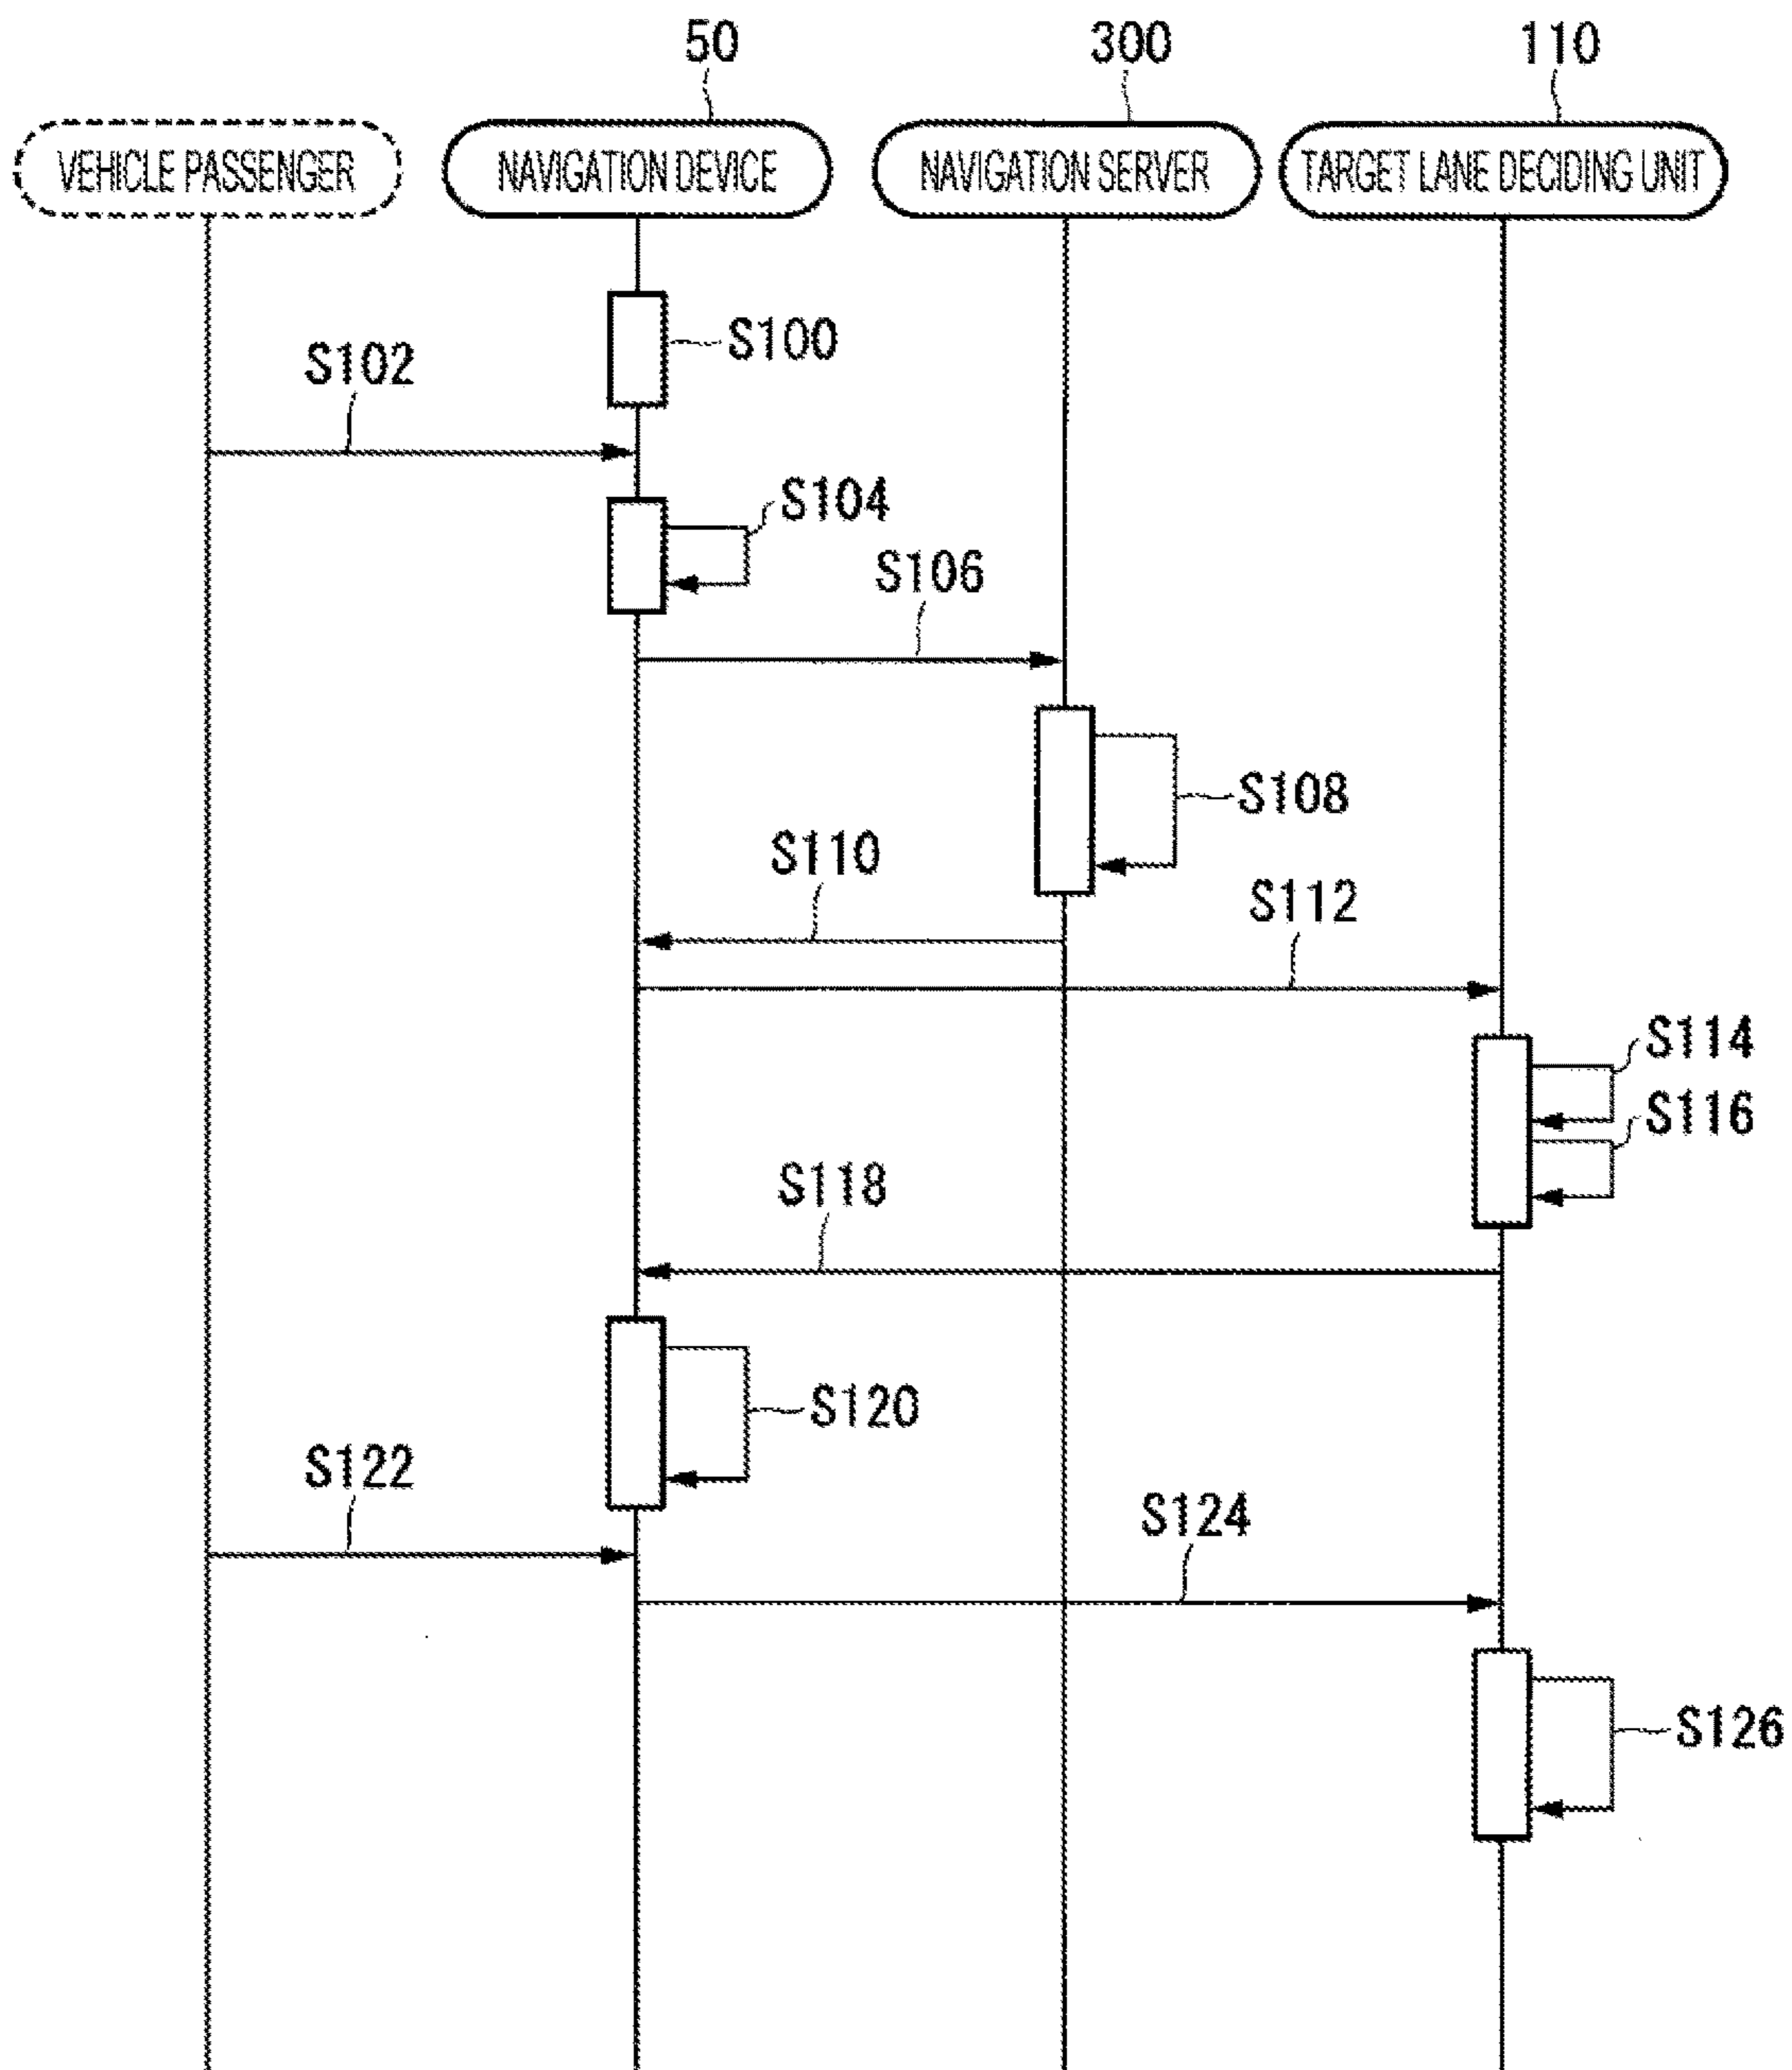 50 300 110
VEHICLE PASSENGER NAVIGATION DEVICE NAVIGATION SERVER TARGET LANE DECIDING UNIT
S100
S102
S104
S106
S108
S110
S112
S114
S116
S118
S120
S122
S124
S126